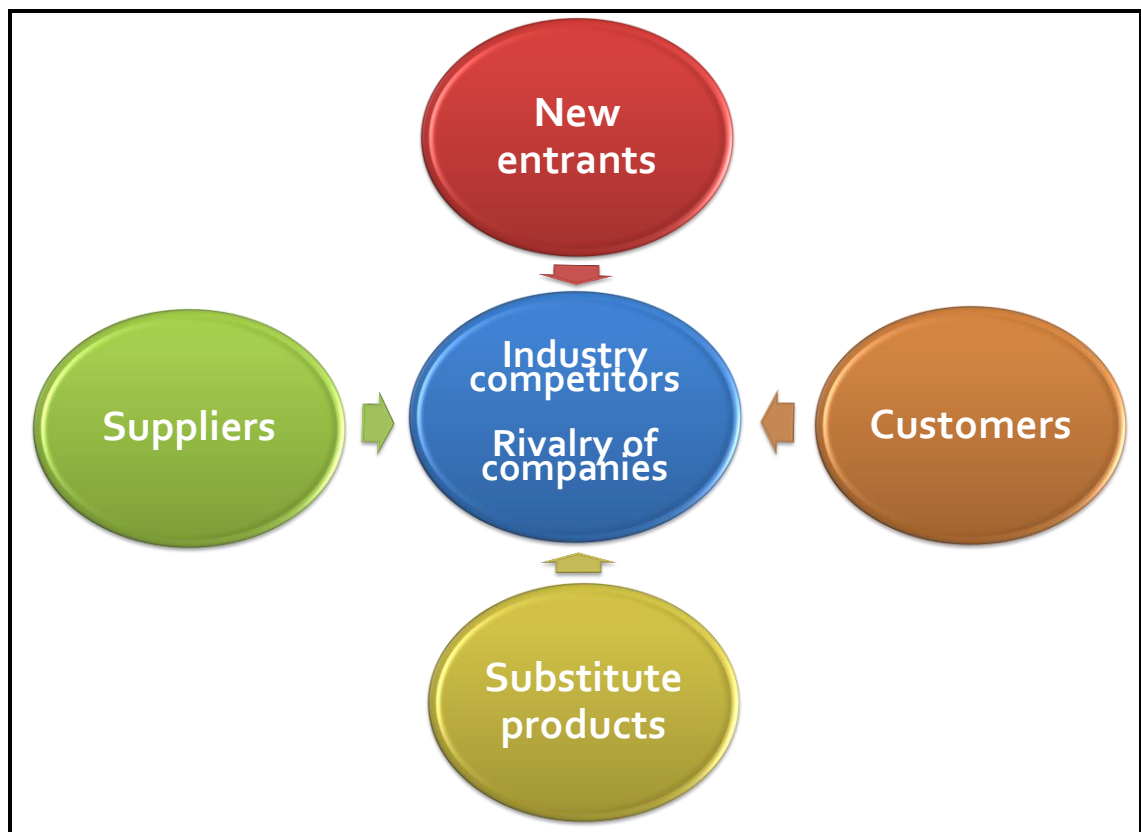 New
entrants
Suppliers
Industry
competitors
Rivalry of
companies
Customers
Substitute
products